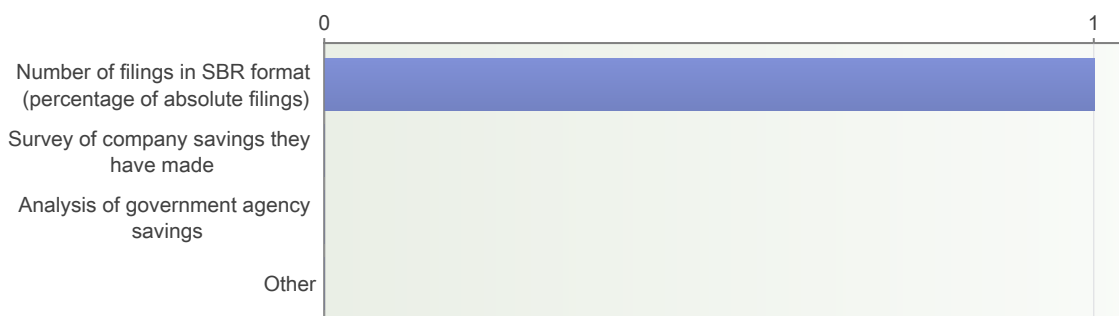 0 1
Number of filings in SBR format
(percentage of absolute filings)
Survey of company savings they
have made
Analysis of government agency
savings
Other